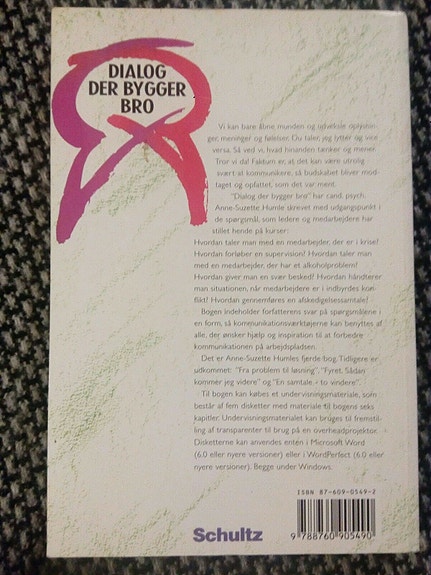 DIALOG
DER BYGGER
BRO
Vi kan bare åbne munden og udveksle oplysnin-
ger, meninger og følelser. Du taler, jeg lytter og vice
versa. Så ved vi, hvad hinanden tænker og mener.
Tror vi da! Faktum er, at det kan være utrolig
svært at kommunikere, så budskabet bliver mod-
taget og opfattet, som det var ment.
"Dialog der bygger bro" har cand. psych.
Anne-Suzette Humle skrevet med udgangspunkt i
de spørgsmål, som ledere og medarbejdere har
stillet hende på kurser:
Hvordan taler man med en medarbejder, der er i krise?
Hvordan forløber en supervision? Hvordan taler man
med en medarbejder, der har et alkoholproblem?
Hvordan giver man en svær besked? Hvordan håndterer
man situationen, når medarbejdere er i indbyrdes kon-
flikt? Hvordan gennemføres en afskedigelsessamtale?
Bogen indeholder forfatterens svar på spørgsmålene i
en form, så kommunikationsværktøjerne kan benyttes af
alle, der ønsker hjælp og inspiration til at forbedre
kommunikationen på arbejdspladsen.
Det er Anne-Suzette Humles fjerde bog. Tidligere er
udkommet: "Fra problem til løsning", "Fyret. Sådan
kommer jeg videre" og "En samtale - to vindere".
Til bogen kan købes et undervisningsmateriale, som
består af fem disketter med materiale til bogens seks
kapitler. Undervisningsmaterialet kan bruges til fremstil-
ling af transparenter til brug på en overheadprojektor.
Disketterne kan anvendes enten i Microsoft Word
(6.0 eller nyere versioner) eller i WordPerfect (6.0 eller
nyere versioner). Begge under Windows.
ISBN 87-609-0549-2
9 788760 905490
Schultz